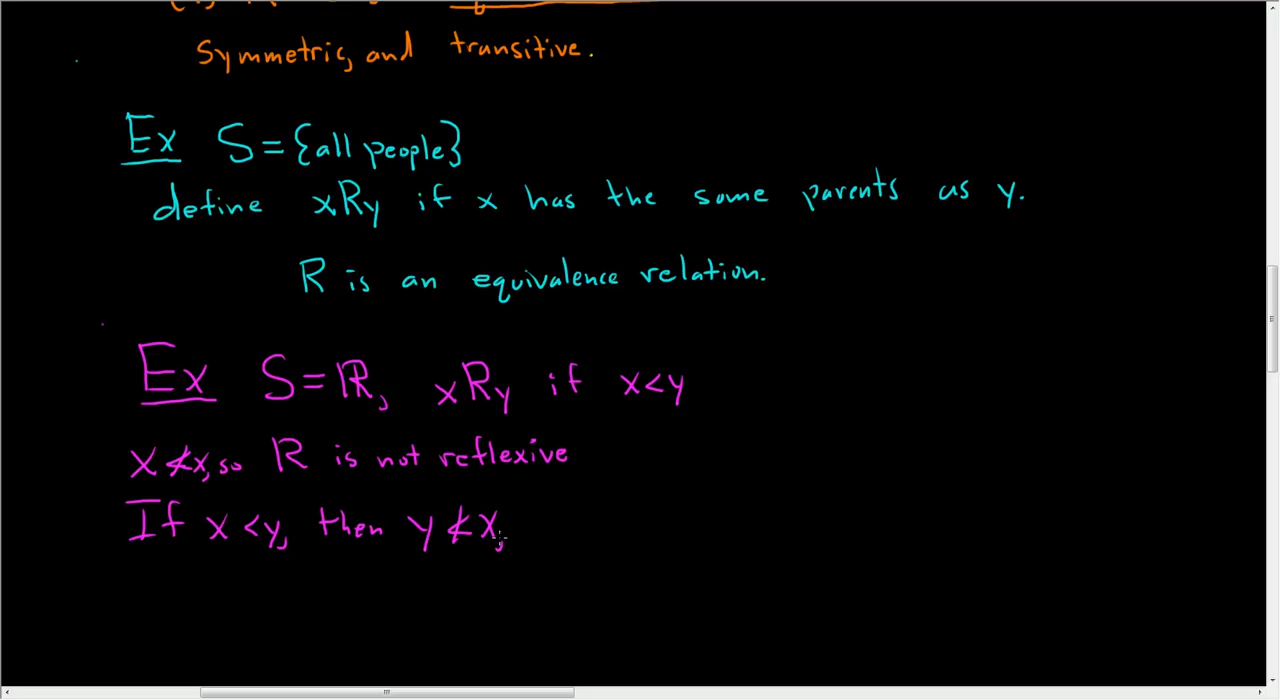 Symmetric, and transitive.
Ex S = {all people}
define xRy if x has the same parents as y.
R is an equivalence relation.
Ex S = ℝ, xRy if x < y
x ≮ x, so R is not reflexive
If x < y, then y ≮ x,